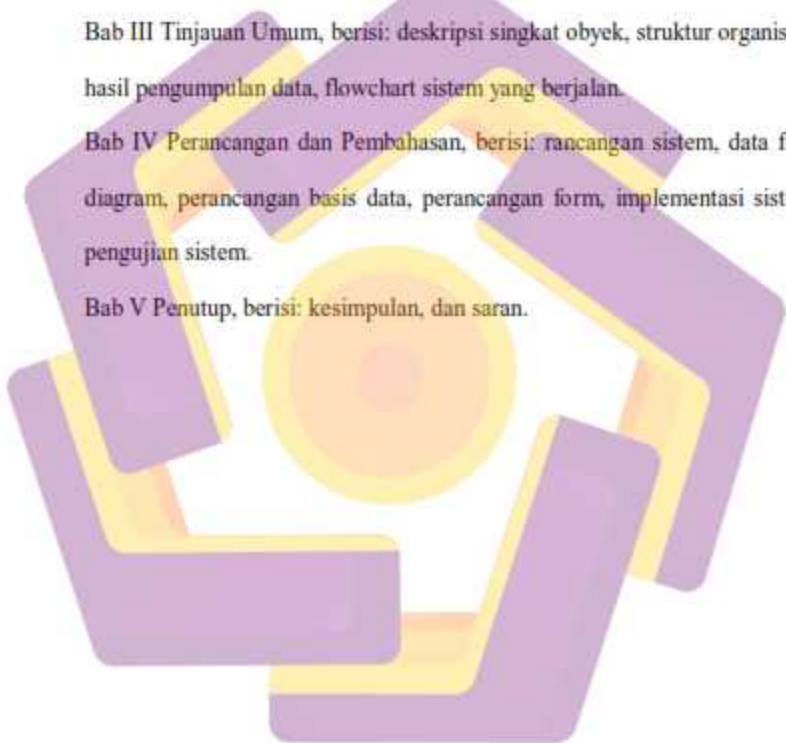 Bab III Tinjauan Umum, berisi: deskripsi singkat obyek, struktur organis
hasil pengumpulan data, flowchart sistem yang berjalan.
Bab IV Perancangan dan Pembahasan, berisi: rancangan sistem, data f
diagram, perancangan basis data, perancangan form, implementasi sist
pengujian sistem.
Bab V Penutup, berisi: kesimpulan, dan saran.